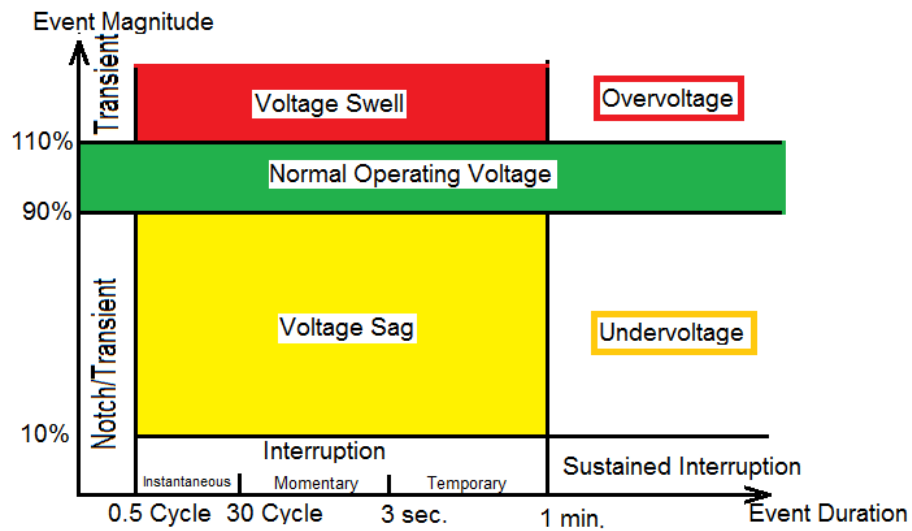 Event Magnitude
Transient
Voltage Swell
Overvoltage
110%
Normal Operating Voltage
90%
Notch/Transient
Voltage Sag
Undervoltage
10%
Interruption
Sustained Interruption
Instantaneous
Momentary
Temporary
0.5 Cycle
30 Cycle
3 sec.
1 min.
Event Duration